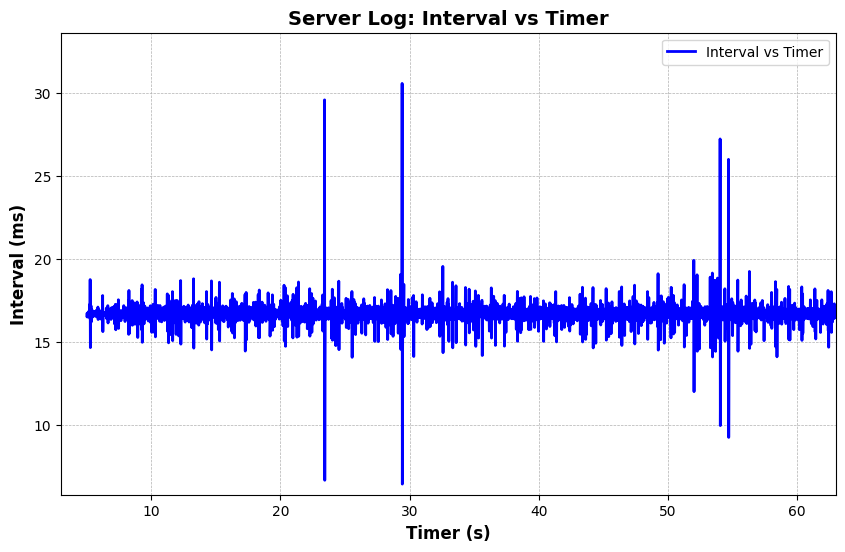 Server Log: Interval vs Timer
Interval vs Timer
30
25
20
15
10
Interval (ms)
10 20 30 40 50 60
Timer (s)